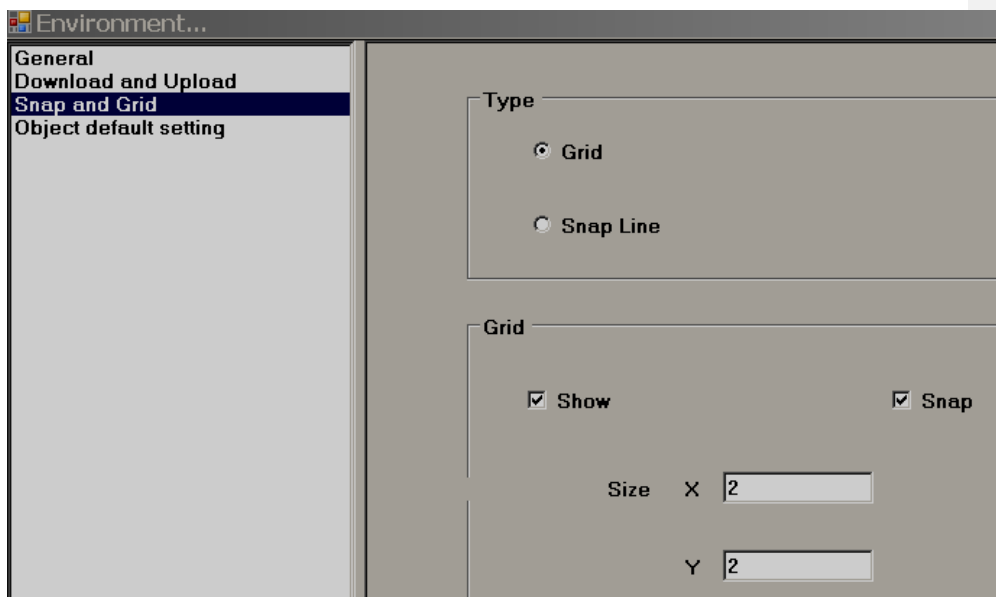 Environment...
General
Download and Upload
Snap and Grid
Object default setting
Type
Grid
Snap Line
Grid
Show
Snap
Size X 2
Y 2